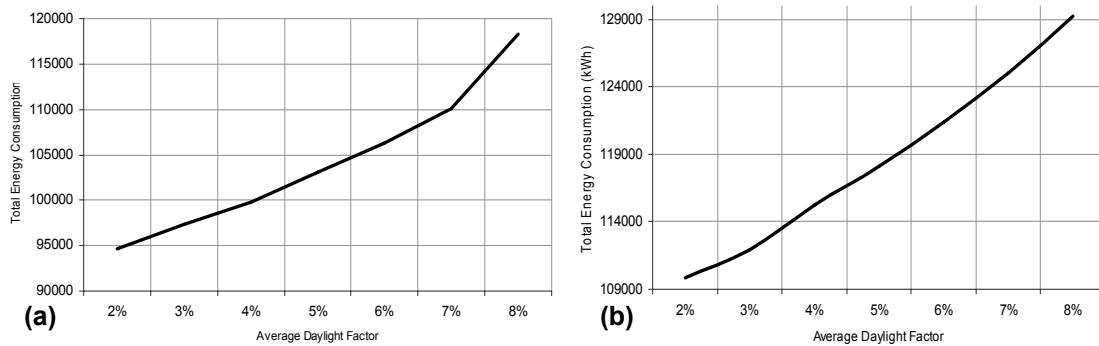 120000
115000
110000
105000
100000
95000
90000
Total Energy Consumption
2% 3% 4% 5% 6% 7% 8%
Average Daylight Factor
(a)
129000
124000
119000
114000
109000
Total Energy Consumption (kWh)
2% 3% 4% 5% 6% 7% 8%
Average Daylight Factor
(b)